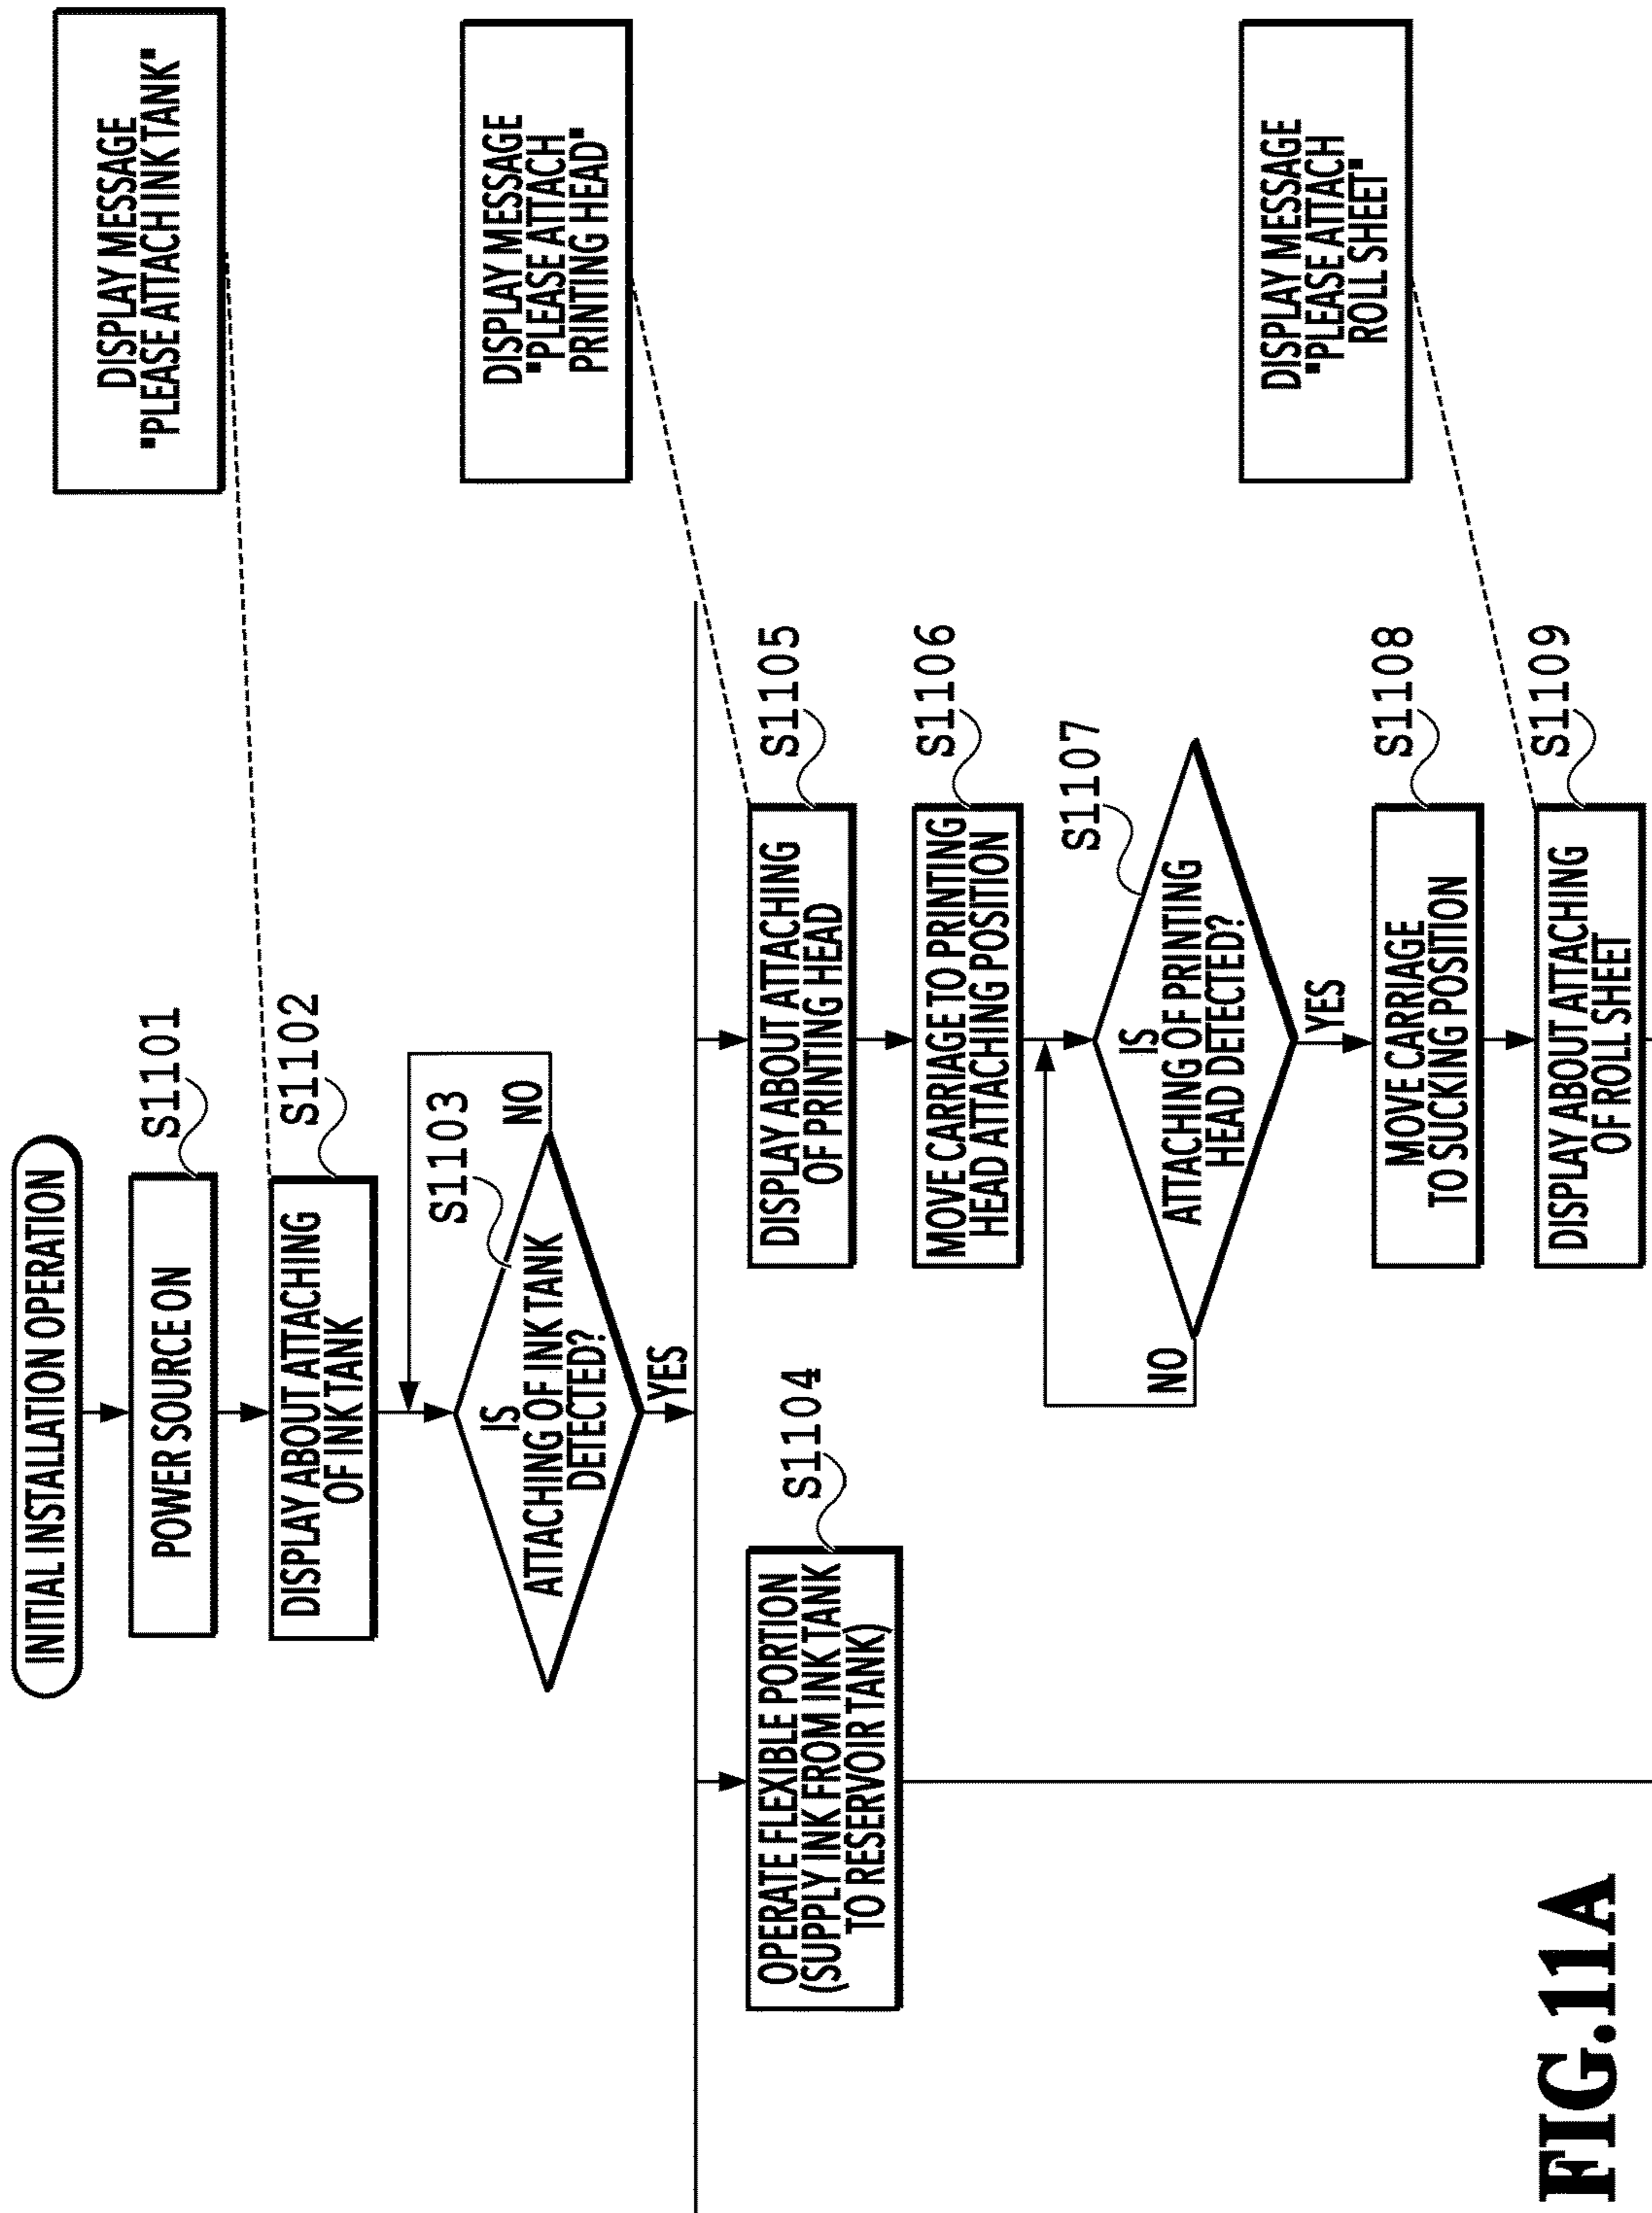 INITIAL INSTALLATION OPERATION
S1101
POWER SOURCE ON
S1102
DISPLAY ABOUT ATTACHING
OF INK TANK
DISPLAY MESSAGE
"PLEASE ATTACH INK TANK"
S1103
IS
ATTACHING OF INK TANK
DETECTED?
NO
YES
S1104
OPERATE FLEXIBLE PORTION
(SUPPLY INK FROM INK TANK
TO RESERVOIR TANK)
S1105
DISPLAY ABOUT ATTACHING
OF PRINTING HEAD
DISPLAY MESSAGE
"PLEASE ATTACH
PRINTING HEAD"
S1106
MOVE CARRIAGE TO PRINTING
HEAD ATTACHING POSITION
S1107
IS
ATTACHING OF PRINTING
HEAD DETECTED?
NO
YES
S1108
MOVE CARRIAGE
TO SUCKING POSITION
S1109
DISPLAY ABOUT ATTACHING
OF ROLL SHEET
DISPLAY MESSAGE
"PLEASE ATTACH
ROLL SHEET"
FIG.11A